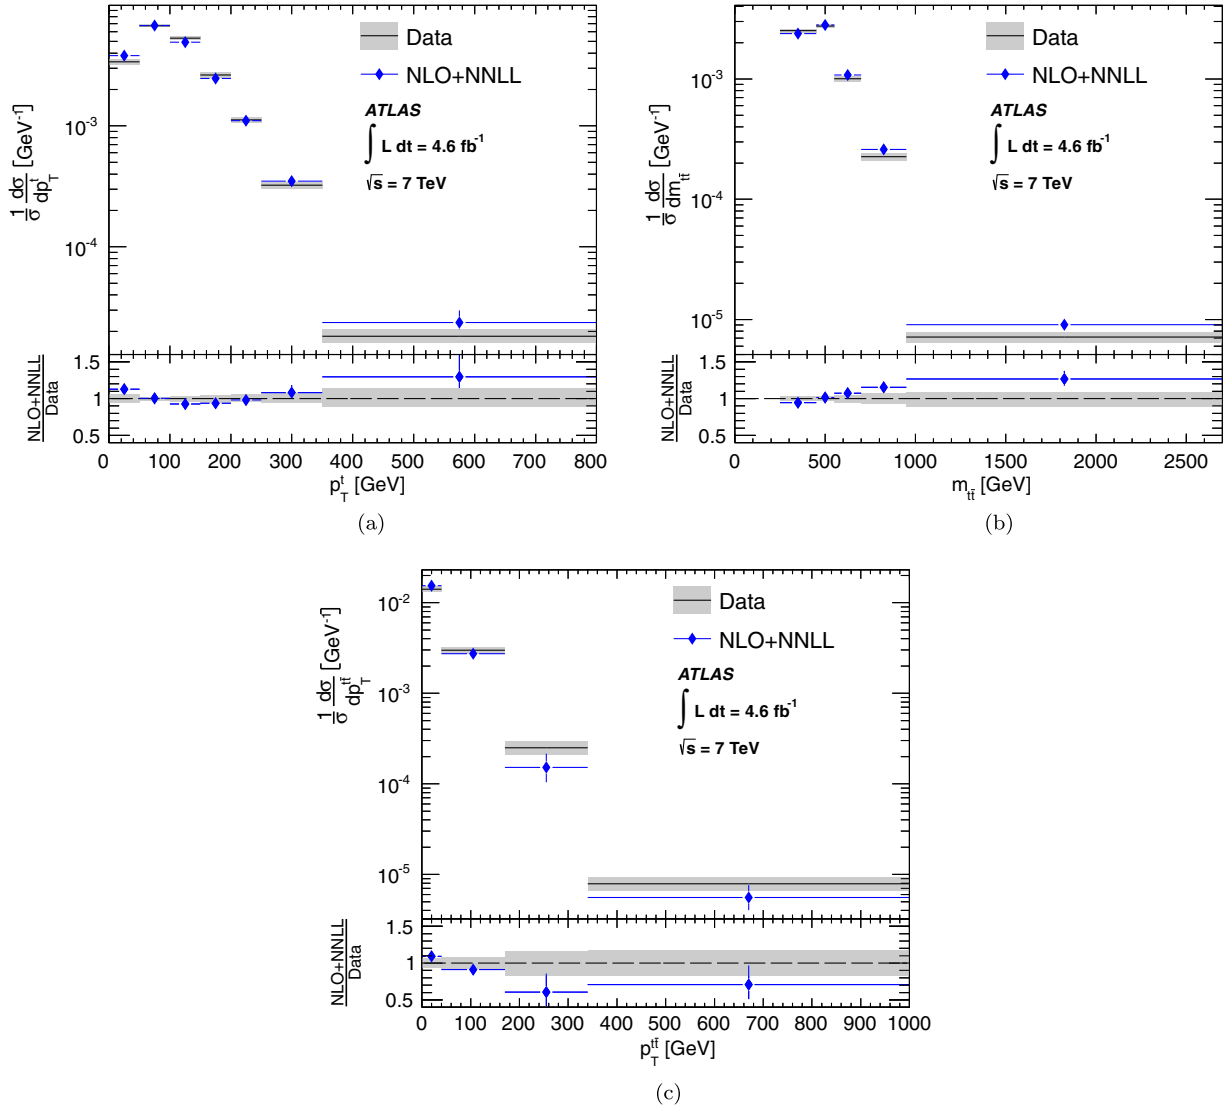 1/σ dσ/dp_T^t [GeV⁻¹]
10⁻³
10⁻⁴
Data
NLO+NNLL
ATLAS
∫ L dt = 4.6 fb⁻¹
√s = 7 TeV
NLO+NNLL
Data
1.5
1
0.5
0 100 200 300 400 500 600 700 800
p_T^t [GeV]
(a)
1/σ dσ/dm_tt̄ [GeV⁻¹]
10⁻³
10⁻⁴
10⁻⁵
Data
NLO+NNLL
ATLAS
∫ L dt = 4.6 fb⁻¹
√s = 7 TeV
NLO+NNLL
Data
1.5
1
0.5
0 500 1000 1500 2000 2500
m_tt̄ [GeV]
(b)
1/σ dσ/dp_T^tt̄ [GeV⁻¹]
10⁻²
10⁻³
10⁻⁴
10⁻⁵
Data
NLO+NNLL
ATLAS
∫ L dt = 4.6 fb⁻¹
√s = 7 TeV
NLO+NNLL
Data
1.5
1
0.5
0 100 200 300 400 500 600 700 800 900 1000
p_T^tt̄ [GeV]
(c)